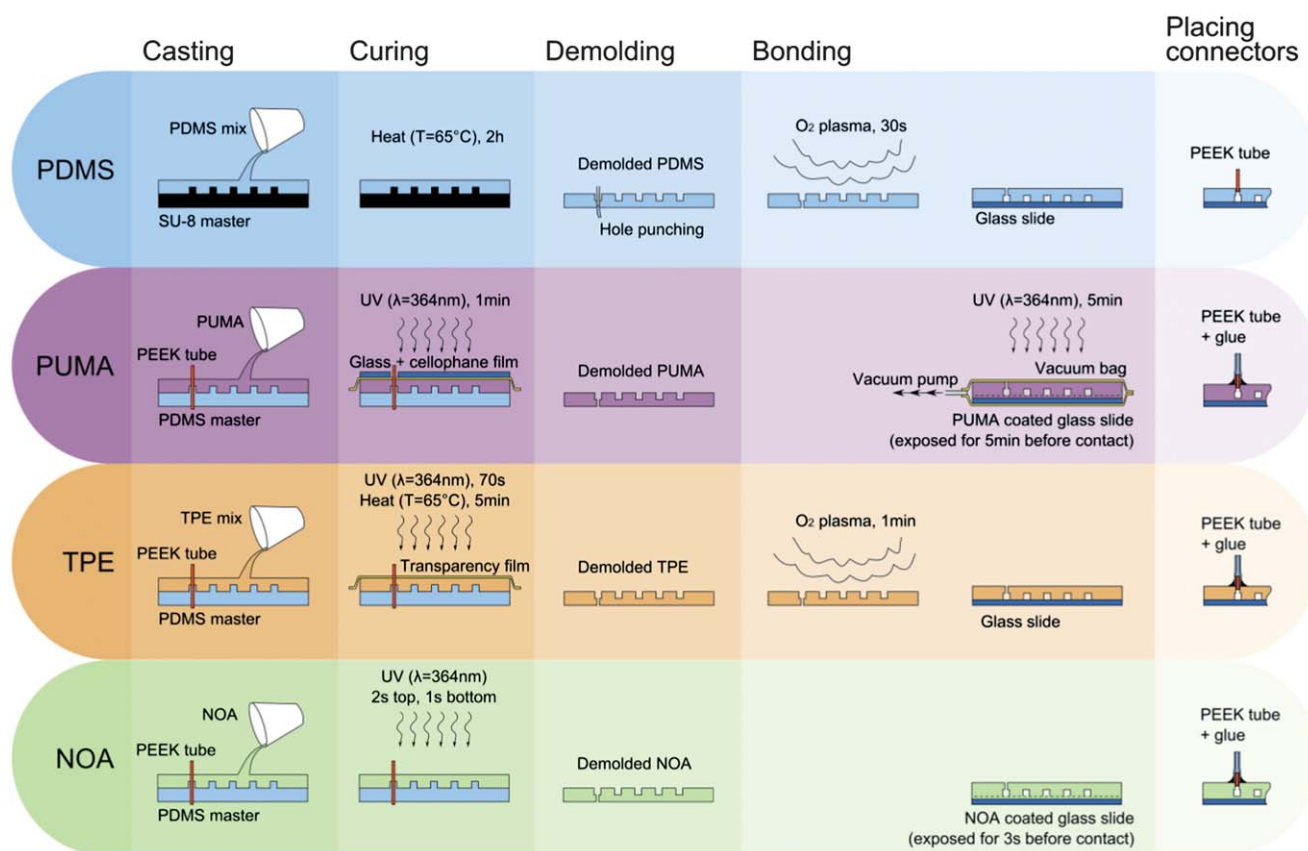 Casting
Curing
Demolding
Bonding
Placing
connectors
PDMS
PDMS mix
SU-8 master
Heat (T=65°C), 2h
Demolded PDMS
Hole punching
O₂ plasma, 30s
Glass slide
PEEK tube
PUMA
PUMA
PEEK tube
PDMS master
UV (λ=364nm), 1min
Glass + cellophane film
Demolded PUMA
UV (λ=364nm), 5min
Vacuum bag
Vacuum pump
PUMA coated glass slide
(exposed for 5min before contact)
PEEK tube
+ glue
TPE
TPE mix
PEEK tube
PDMS master
UV (λ=364nm), 70s
Heat (T=65°C), 5min
Transparency film
Demolded TPE
O₂ plasma, 1min
Glass slide
PEEK tube
+ glue
NOA
NOA
PEEK tube
PDMS master
UV (λ=364nm)
2s top, 1s bottom
Demolded NOA
NOA coated glass slide
(exposed for 3s before contact)
PEEK tube
+ glue